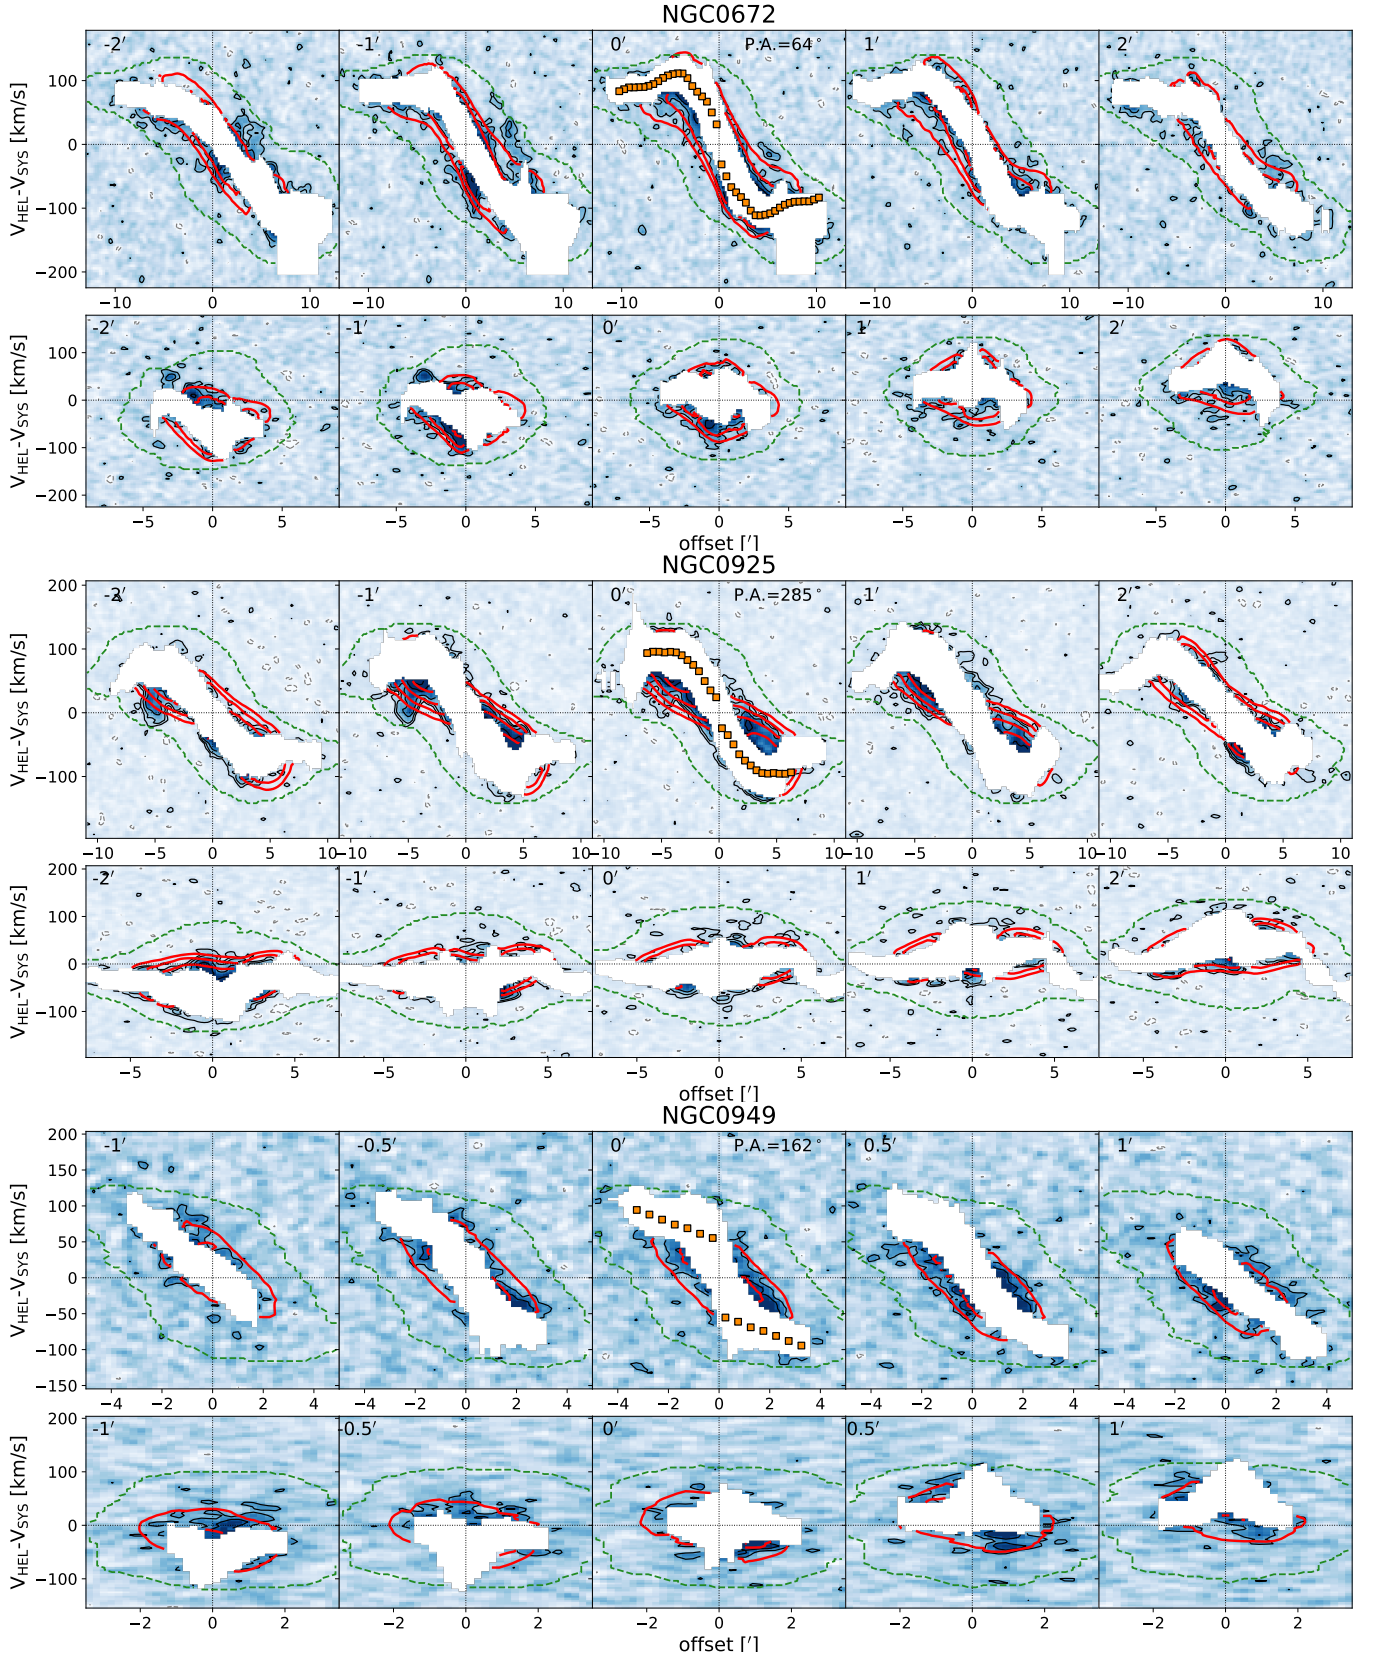 NGC0672
-2′ -1′ 0′ P.A.=64° 1′ 2′
V_HEL-V_SYS [km/s]
100
0
−100
−200
−10 0 10 −10 0 10 −10 0 10 −10 0 10 −10 0 10
-2′ -1′ 0′ 1′ 2′
V_HEL-V_SYS [km/s]
100
0
−100
−200
−5 0 5 −5 0 5 −5 0 5 −5 0 5 −5 0 5
offset [′]
NGC0925
-2′ -1′ 0′ P.A.=285° 1′ 2′
V_HEL-V_SYS [km/s]
200
100
0
−100
−10 −5 0 5 10 −10 −5 0 5 10 −10 −5 0 5 10 −10 −5 0 5 10 −10 −5 0 5 10
-2′ -1′ 0′ 1′ 2′
V_HEL-V_SYS [km/s]
200
100
0
−100
−5 0 5 −5 0 5 −5 0 5 −5 0 5 −5 0 5
offset [′]
NGC0949
-1′ -0.5′ 0′ P.A.=162° 0.5′ 1′
V_HEL-V_SYS [km/s]
200
150
100
50
0
−50
−100
−150
−4 −2 0 2 4 −4 −2 0 2 4 −4 −2 0 2 4 −4 −2 0 2 4 −4 −2 0 2 4
-1′ -0.5′ 0′ 0.5′ 1′
V_HEL-V_SYS [km/s]
200
100
0
−100
−2 0 2 −2 0 2 −2 0 2 −2 0 2 −2 0 2
offset [′]